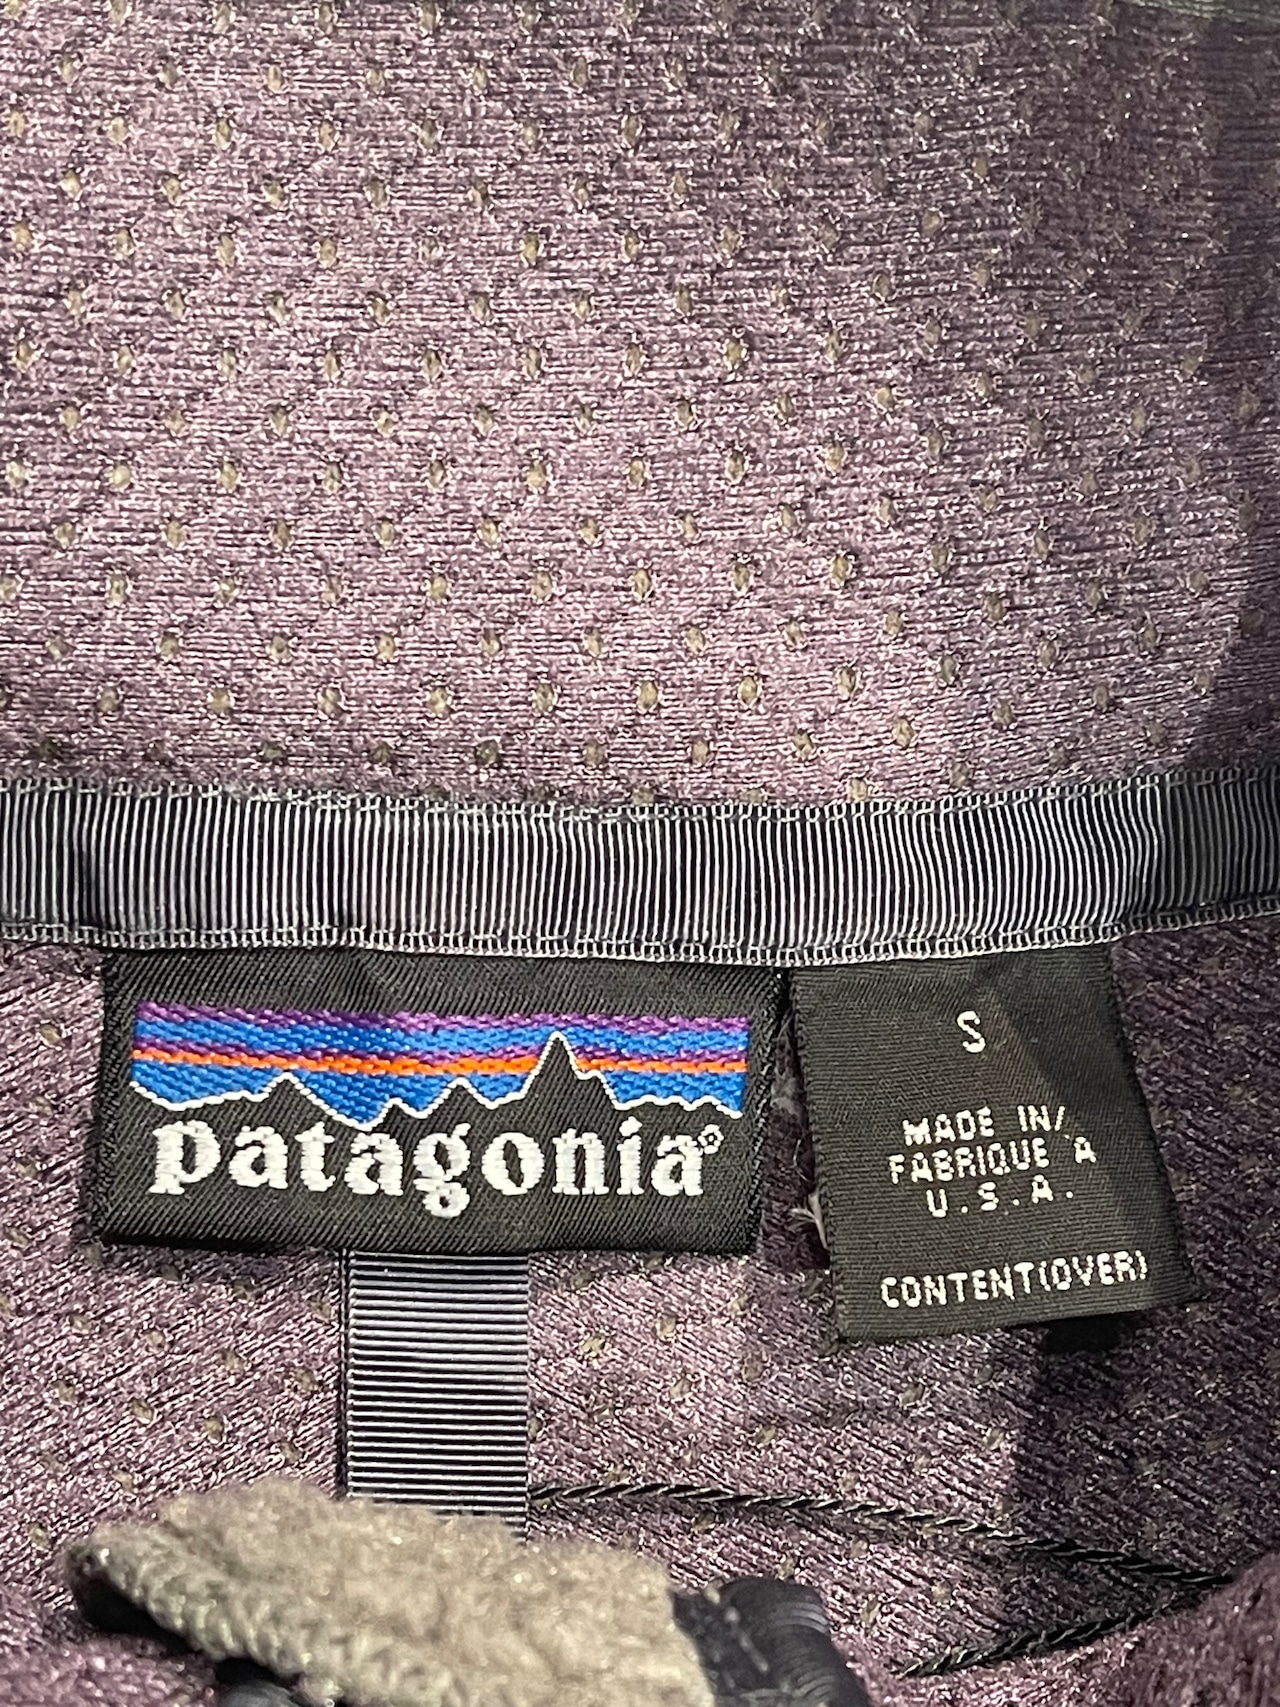 patagonia®
S
MADE IN/
FABRIQUE A
U.S.A.
CONTENT(OVER)